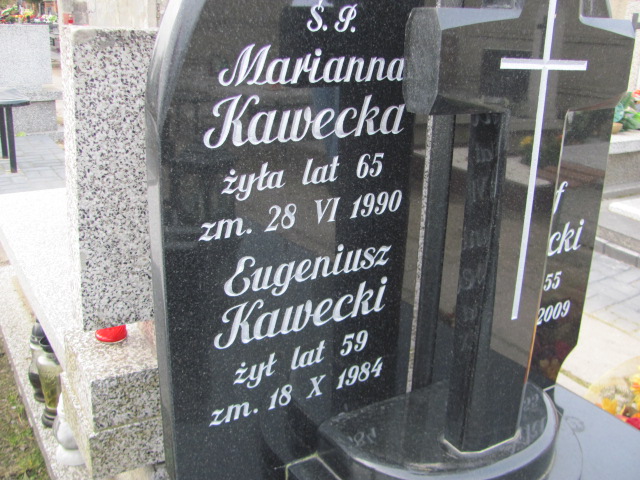 Ś. P.
Marianna
Kawecka
żyła lat 65
zm. 28 VI 1990
Eugeniusz
Kawecki
żył lat 59
zm. 18 X 1984
55
2009